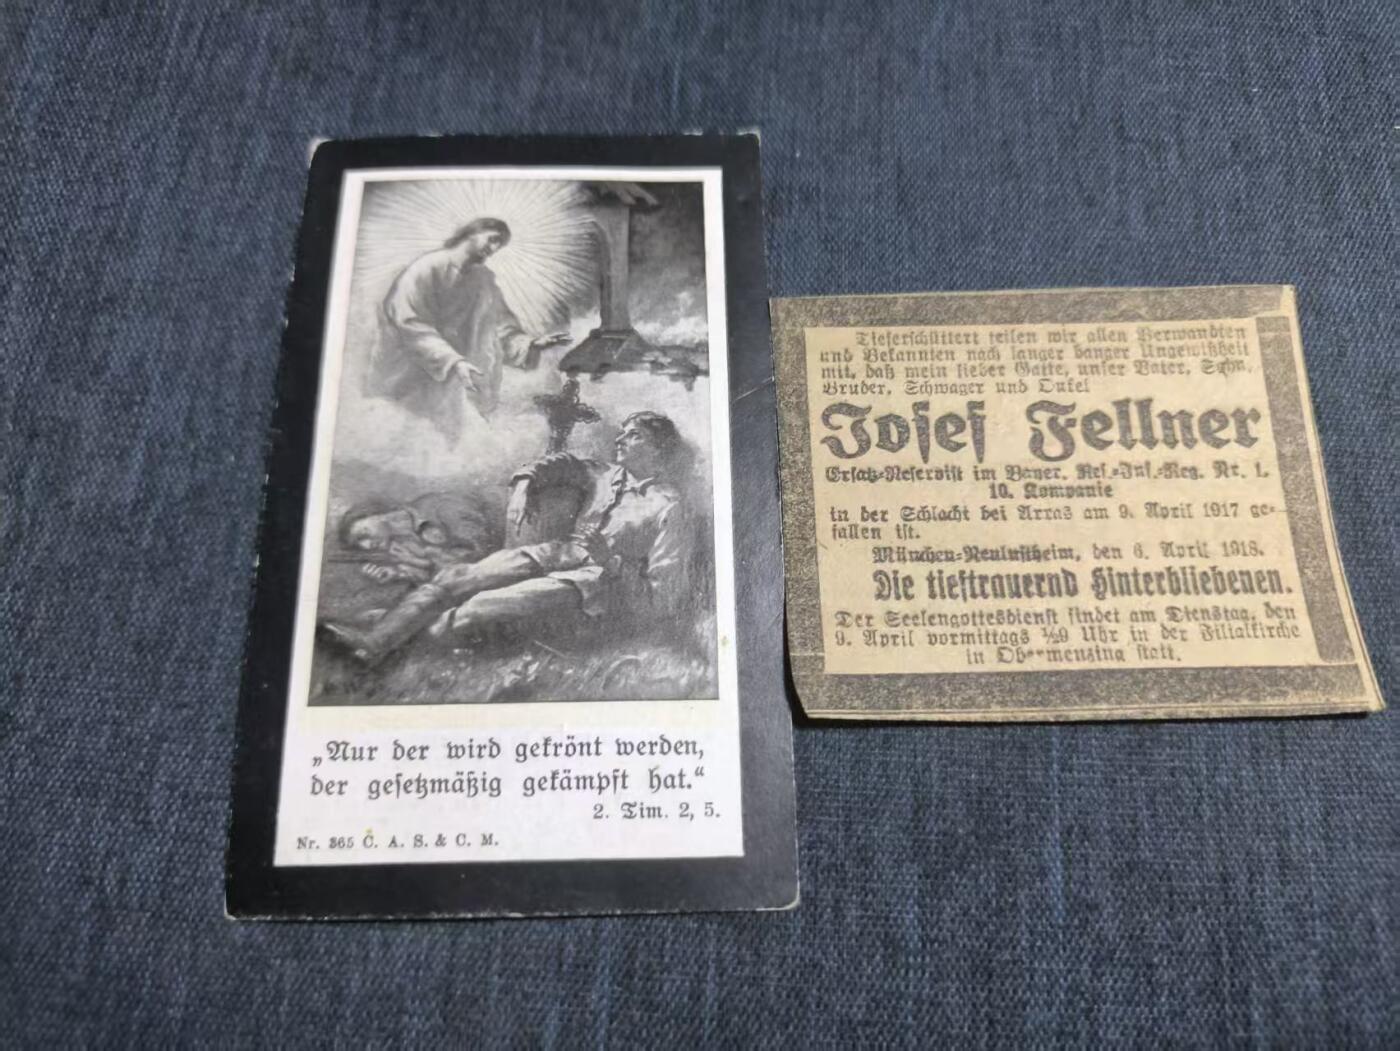 „Nur der wird gekrönt werden,
der gesetzmäßig gekämpft hat.“
2. Tim. 2, 5.
Nr. 365 C. A. S. & C. M.
Tieferschüttert teilen wir allen Verwandten
und Bekannten nach langer banger Ungewißheit
mit, daß mein lieber Gatte, unser Vater, Sohn,
Bruder, Schwager und Onkel
Josef Fellner
Ersatz-Reservist im Bayer. Res.-Inf.-Reg. Nr. 1.
10. Kompanie
in der Schlacht bei Arras am 9. April 1917 ge-
fallen ist.
München-Neulustheim, den 6. April 1918.
Die tieftrauernd Hinterbliebenen.
Der Seelengottesdienst findet am Dienstag, den
9. April vormittags ½9 Uhr in der Filialkirche
in Obermenzing statt.